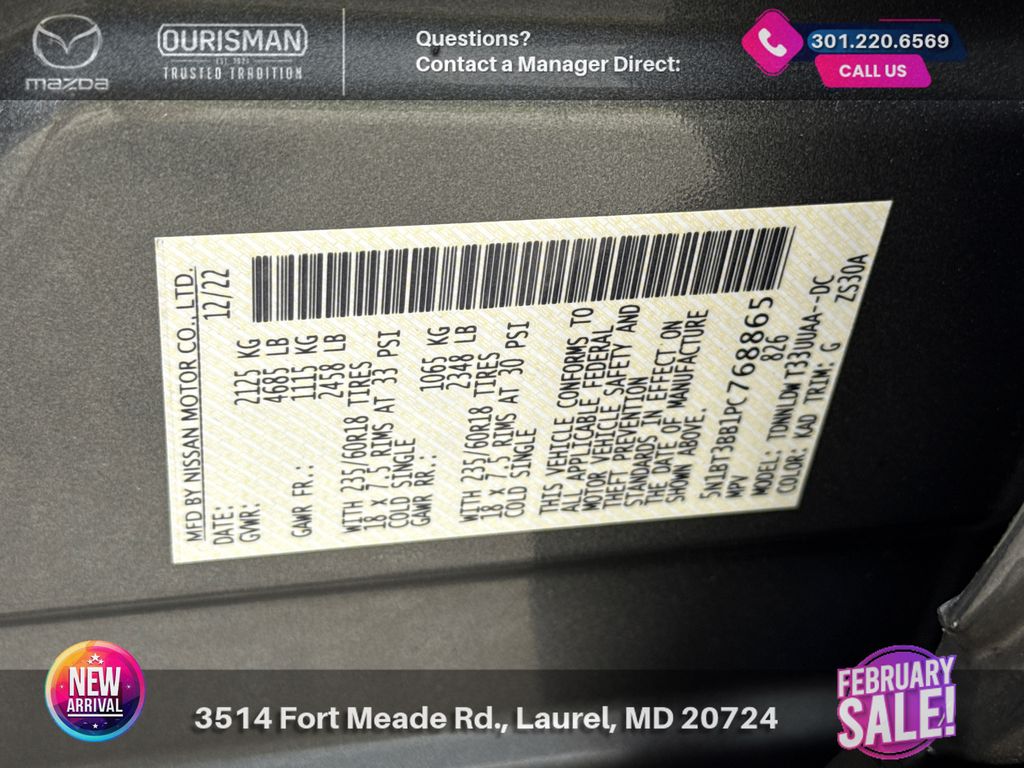 mazda
OURISMAN
EST. 1921
TRUSTED TRADITION
Questions?
Contact a Manager Direct:
301.220.6569
CALL US
MFD BY NISSAN MOTOR CO., LTD.
DATE: 12/22
GVWR: 2125 KG
4685 LB
GAWR FR.: 1115 KG
2458 LB
WITH 235/60R18 TIRES
18 X 7.5 RIMS AT 33 PSI
COLD SINGLE
GAWR RR.: 1065 KG
2348 LB
WITH 235/60R18 TIRES
18 X 7.5 RIMS AT 30 PSI
COLD SINGLE
THIS VEHICLE CONFORMS TO
ALL APPLICABLE FEDERAL
MOTOR VEHICLE SAFETY AND
THEFT PREVENTION
STANDARDS IN EFFECT ON
THE DATE OF MANUFACTURE
SHOWN ABOVE.
5N1BT3BB1PC768865
MPV 826
MODEL: TDNNLDW T33UUAA--DC
COLOR: KAD TRIM: G ZS30A
NEW
ARRIVAL
3514 Fort Meade Rd., Laurel, MD 20724
FEBRUARY
SALE!